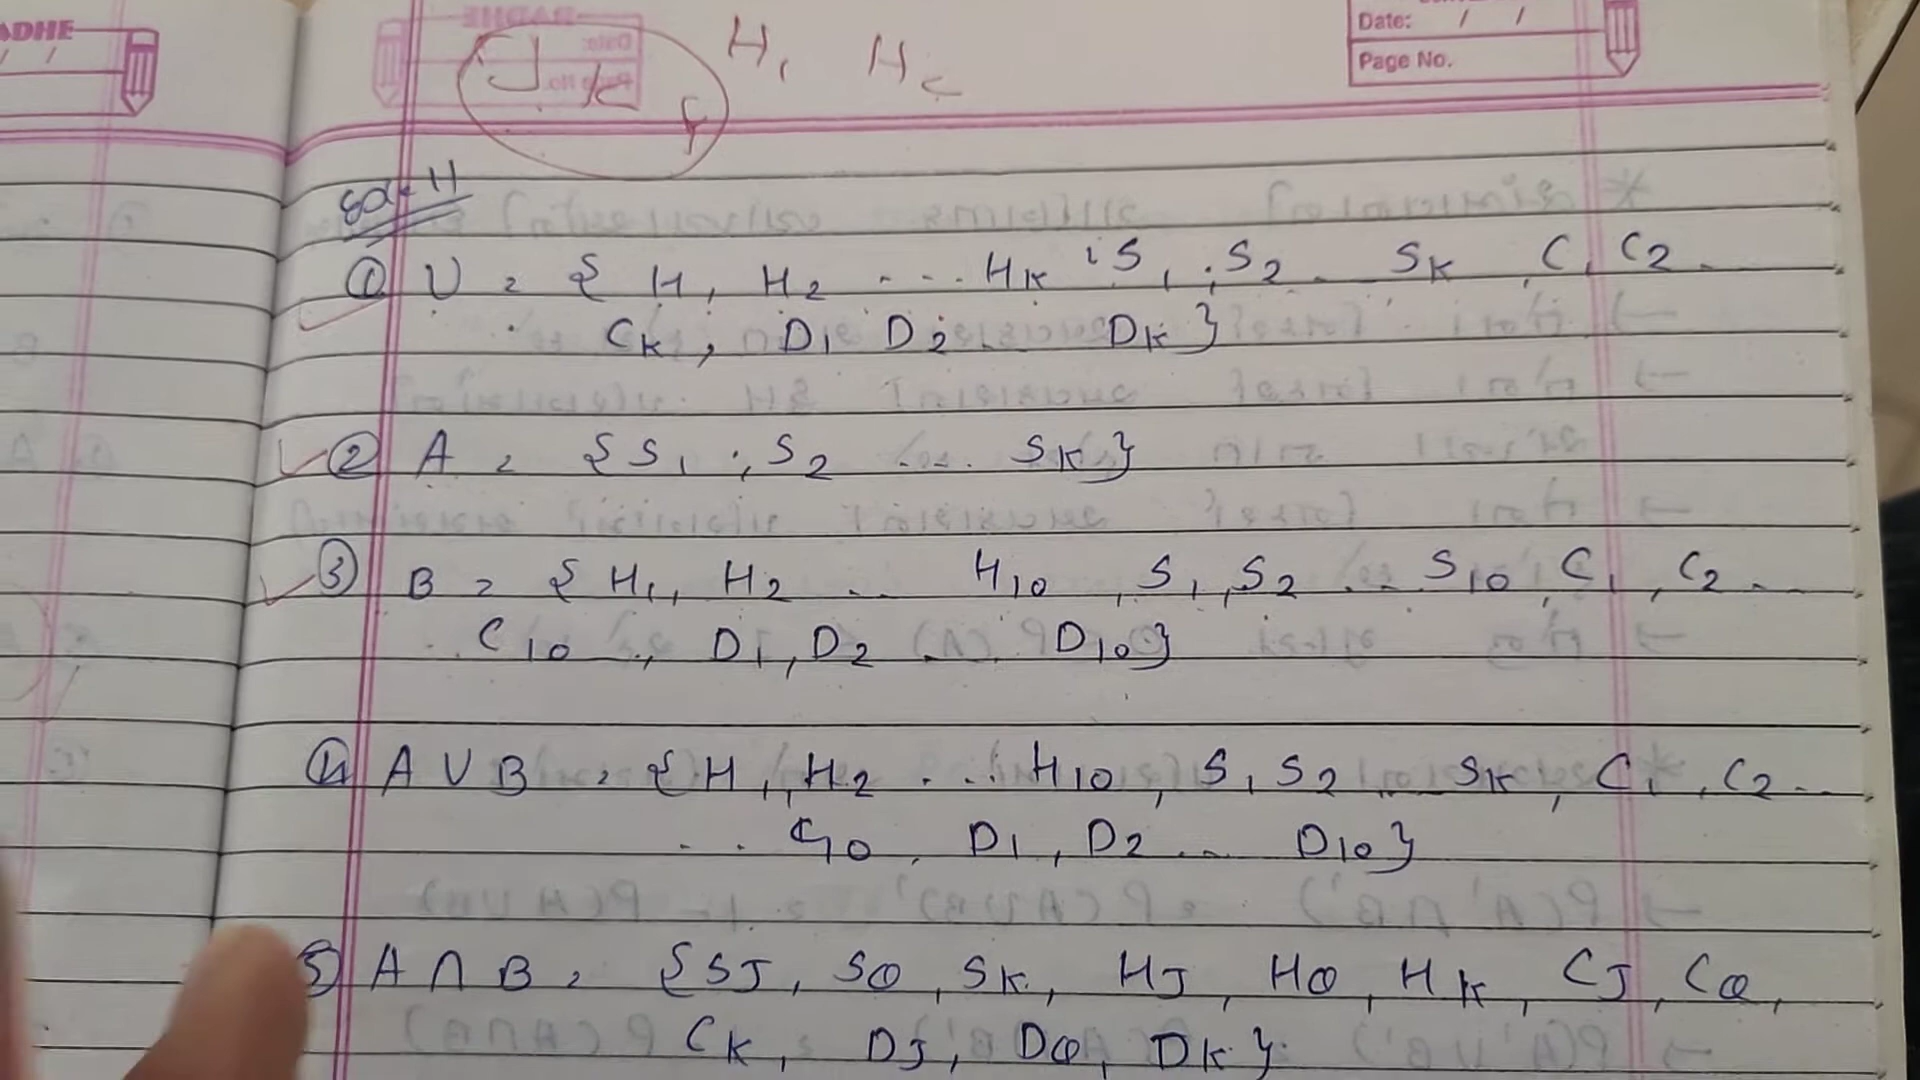 ADHE
Date: / /
Page No.
J K
H1 H2
① U = { H1 H2 ... HK, S1, S2 .. SK, C1 C2 ..
CK, D1 D2 DK}
② A = {S1, S2 ... SK}
③ B = {H1, H2 .. H10, S1, S2 ... S10, C1, C2 ...
C10, D1, D2 ... D10}
④ A ∪ B = {H1, H2 ... H10, S1 S2 ... SK, C1, C2 ..
.. C10, D1, D2 ... D10}
⑤ A ∩ B = {SJ, SQ, SK, HJ, HQ, HK, CJ, CQ,
CK, DJ, DQ, DK}